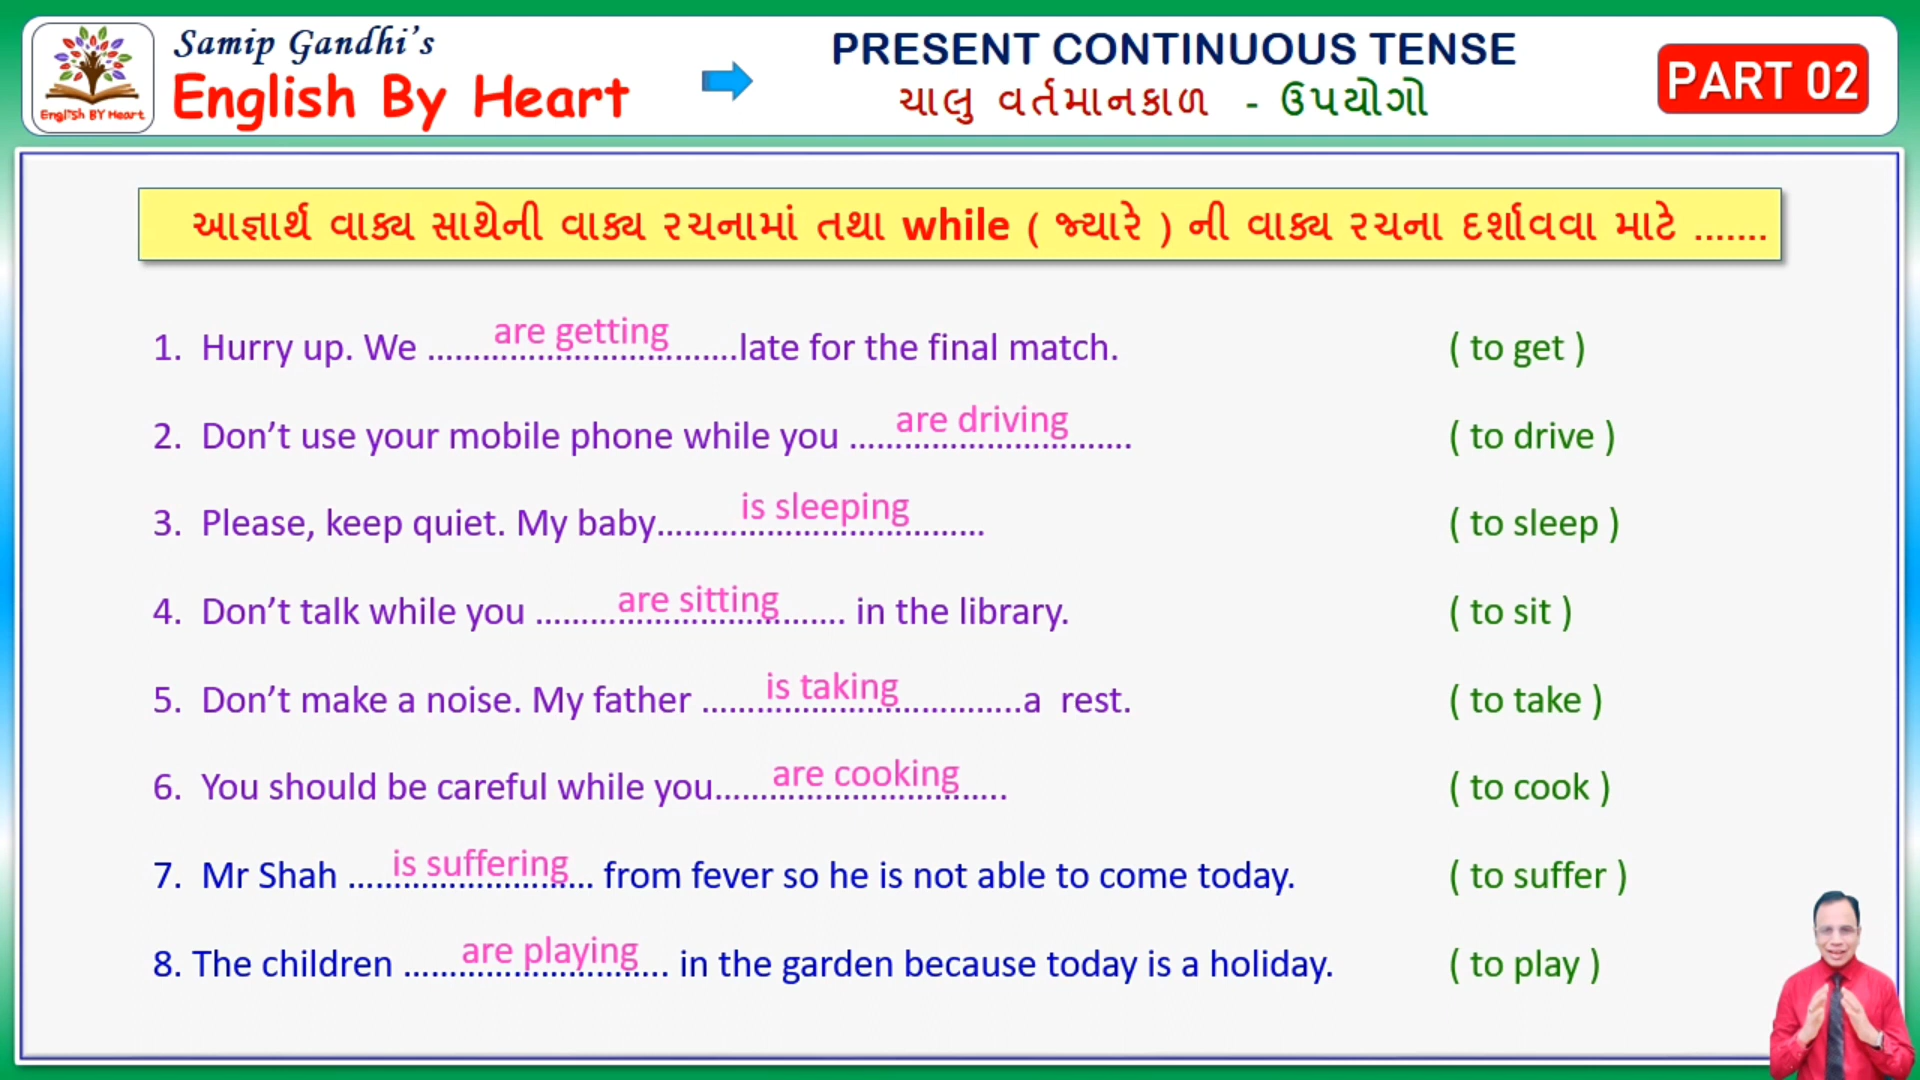 Samip Gandhi's
English By Heart
English BY Heart
PRESENT CONTINUOUS TENSE
ચાલુ વર્તમાનકાળ - ઉપયોગો
PART 02
આજ્ઞાર્થ વાક્ય સાથેની વાક્ય રચનામાં તથા while ( જ્યારે ) ની વાક્ય રચના દર્શાવવા માટે .......
1. Hurry up. We ...............are getting...............late for the final match. ( to get )
2. Don't use your mobile phone while you ...............are driving............... ( to drive )
3. Please, keep quiet. My baby...............is sleeping............... ( to sleep )
4. Don't talk while you ...............are sitting............... in the library. ( to sit )
5. Don't make a noise. My father ...............is taking...............a rest. ( to take )
6. You should be careful while you...............are cooking............... ( to cook )
7. Mr Shah ...............is suffering............... from fever so he is not able to come today. ( to suffer )
8. The children ...............are playing............... in the garden because today is a holiday. ( to play )